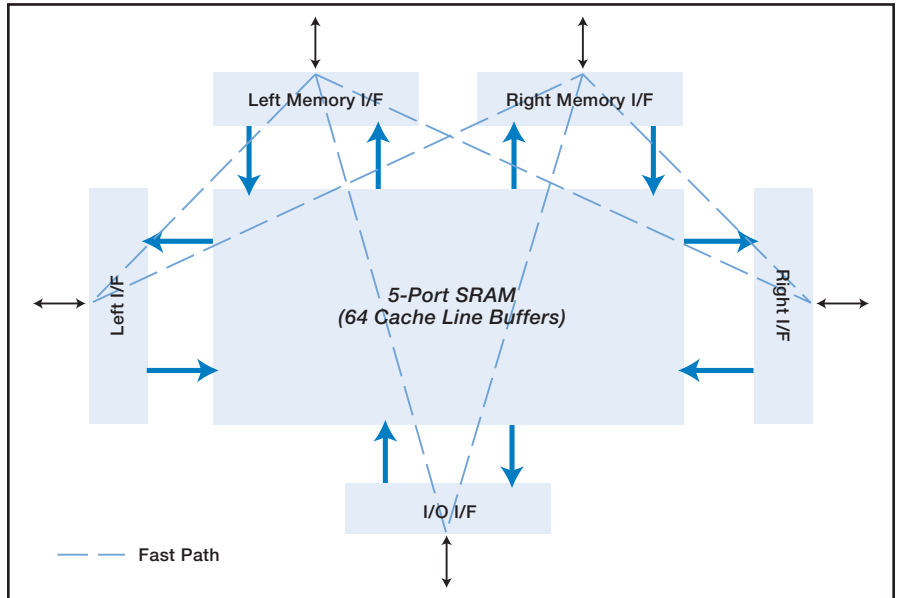 Left Memory I/F
Right Memory I/F
Left I/F
5-Port SRAM
(64 Cache Line Buffers)
Right I/F
I/O I/F
Fast Path